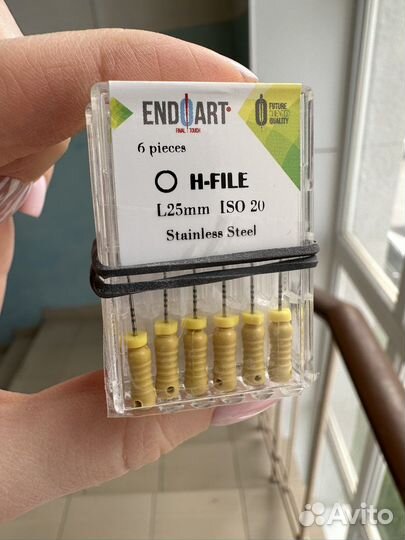 ENDOART
FINAL TOUCH
FUTURE
QUALITY
6 pieces
H-FILE
L25mm ISO 20
Stainless Steel
Avito